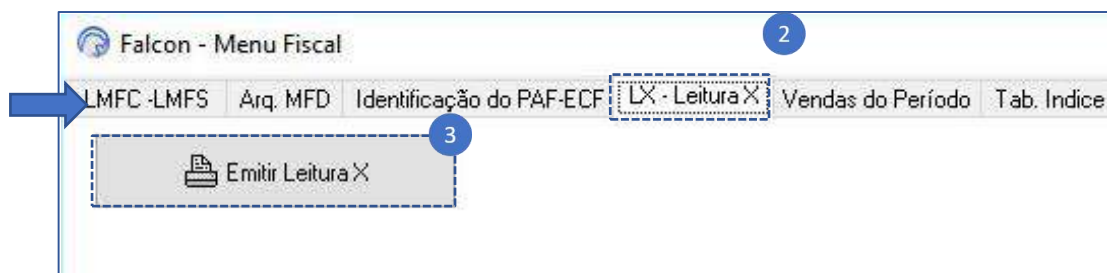 Falcon - Menu Fiscal
2
LMFC -LMFS Arq. MFD Identificação do PAF-ECF LX - Leitura X Vendas do Período Tab. Indice
3
Emitir Leitura X